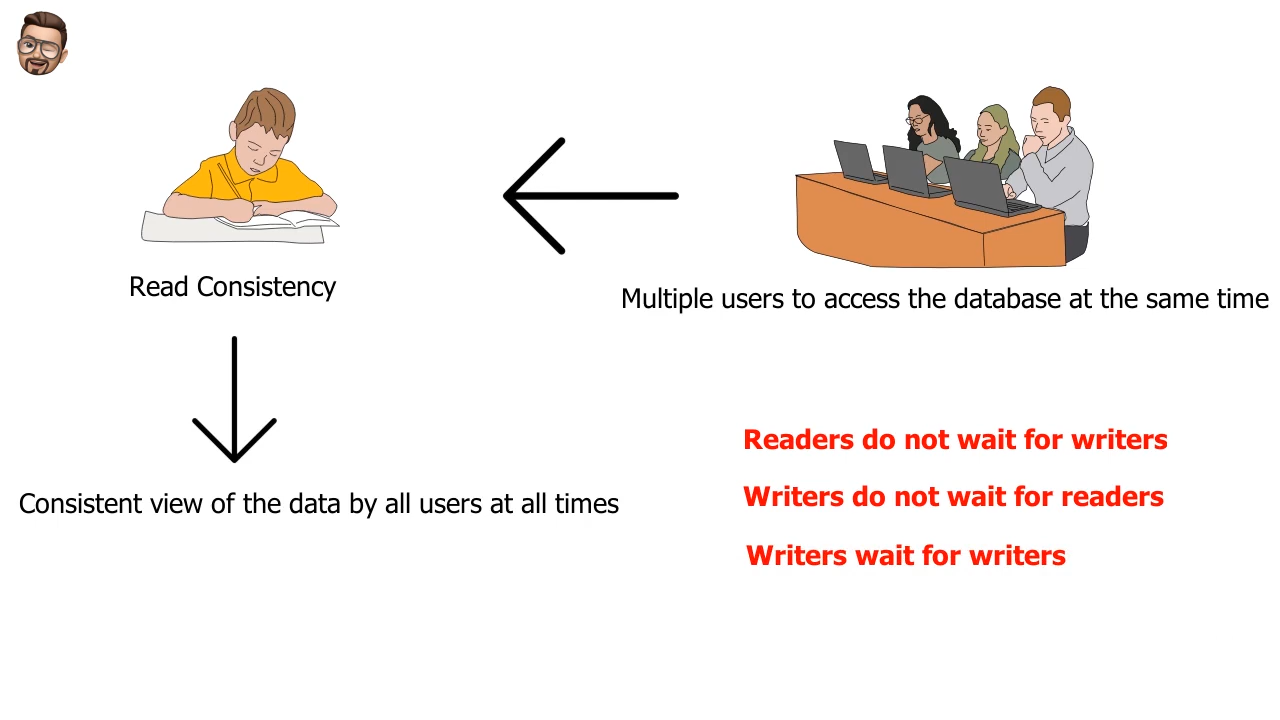 Read Consistency
Multiple users to access the database at the same time
Consistent view of the data by all users at all times
Readers do not wait for writers
Writers do not wait for readers
Writers wait for writers